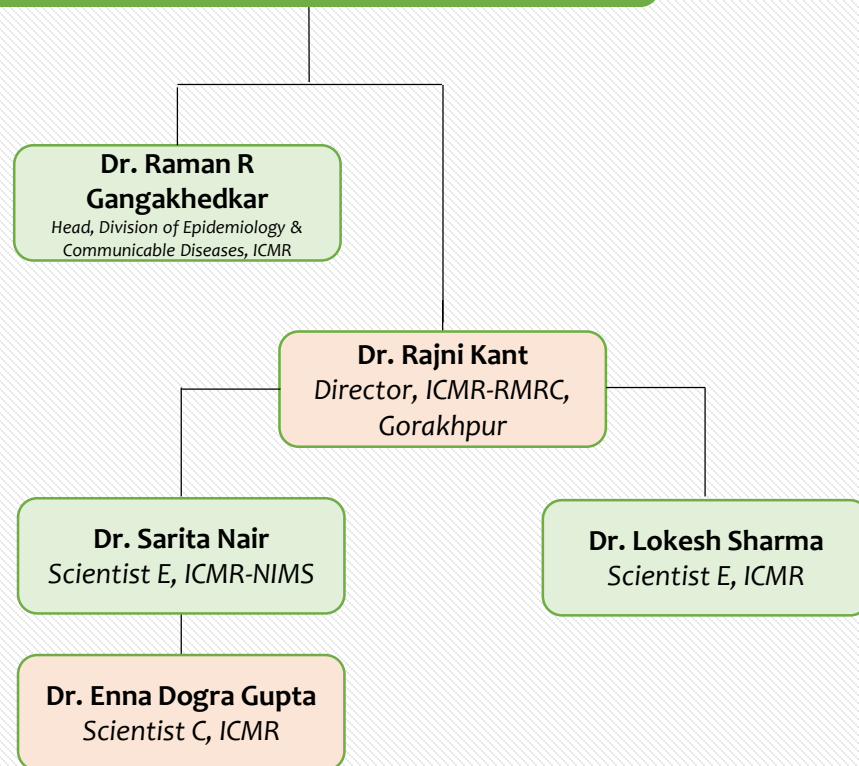 Dr. Raman R
Gangakhedkar
Head, Division of Epidemiology &
Communicable Diseases, ICMR
Dr. Rajni Kant
Director, ICMR-RMRC,
Gorakhpur
Dr. Sarita Nair
Scientist E, ICMR-NIMS
Dr. Lokesh Sharma
Scientist E, ICMR
Dr. Enna Dogra Gupta
Scientist C, ICMR